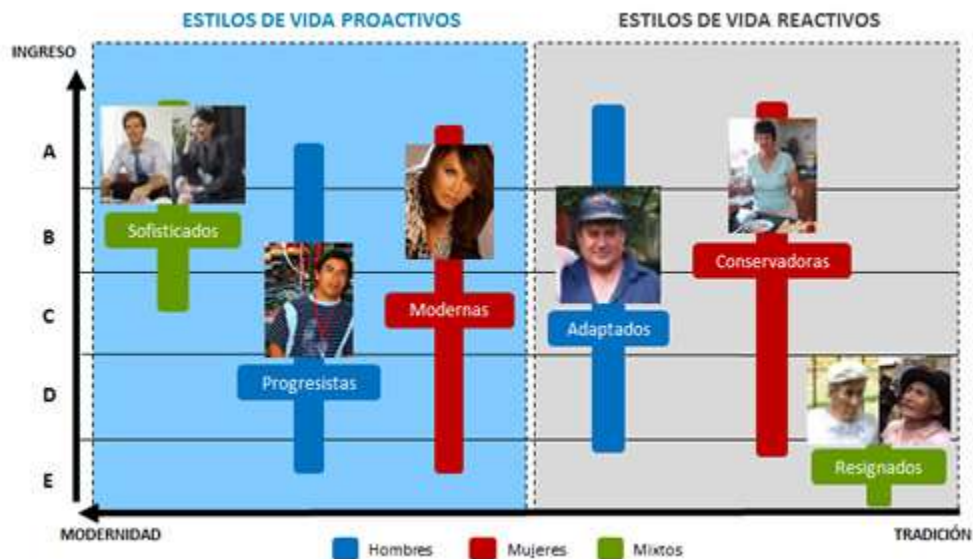 ESTILOS DE VIDA PROACTIVOS
ESTILOS DE VIDA REACTIVOS
INGRESO
A
B
C
D
E
Sofisticados
Progresistas
Modernas
Adaptados
Conservadoras
Resignados
MODERNIDAD
TRADICIÓN
Hombres
Mujeres
Mixtos